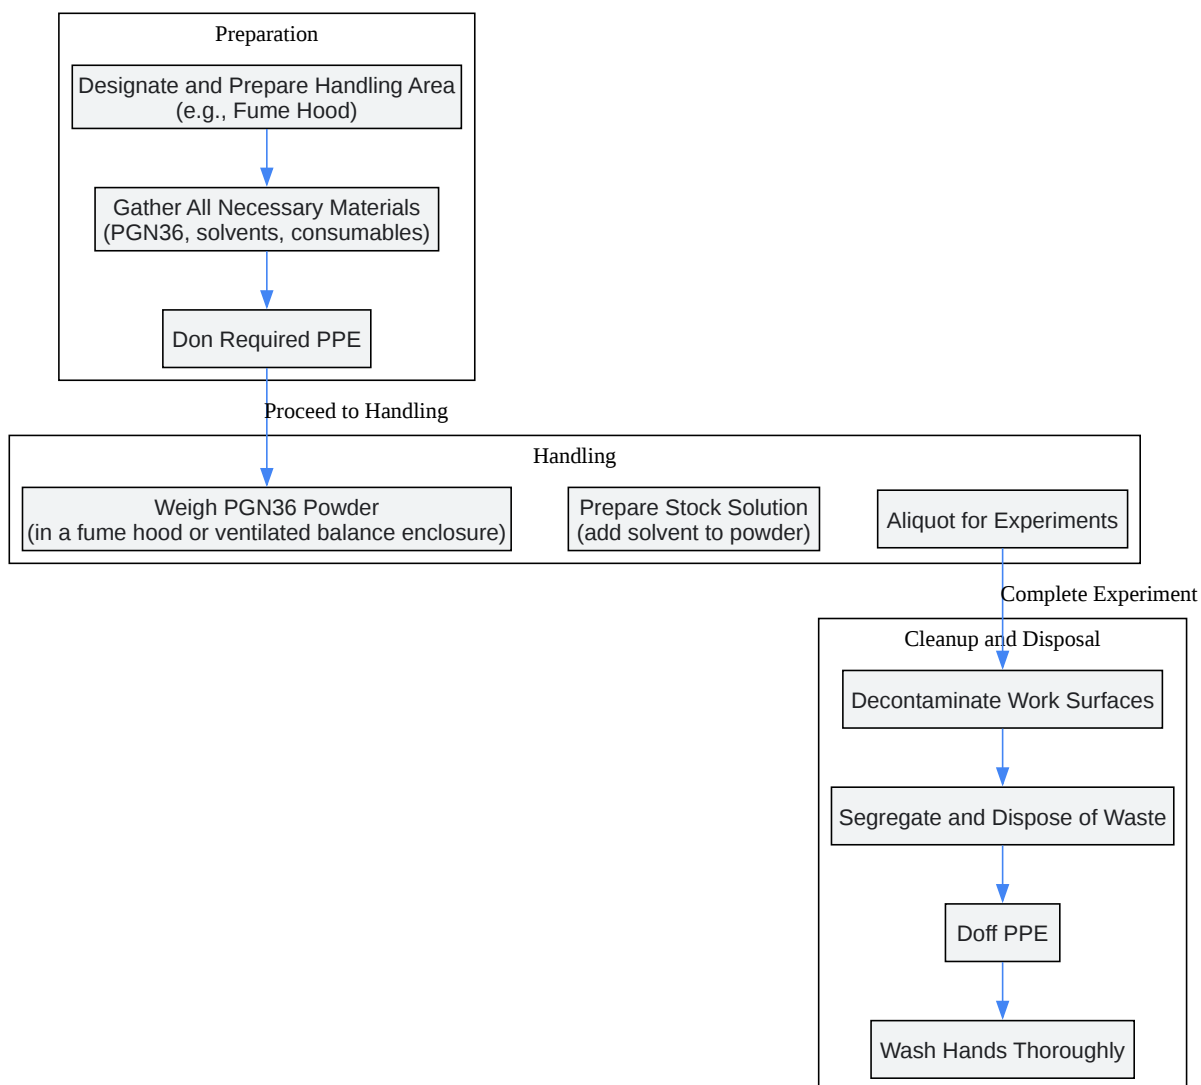 Preparation
Designate and Prepare Handling Area
(e.g., Fume Hood)
Gather All Necessary Materials
(PGN36, solvents, consumables)
Don Required PPE
Proceed to Handling
Handling
Weigh PGN36 Powder
(in a fume hood or ventilated balance enclosure)
Prepare Stock Solution
(add solvent to powder)
Aliquot for Experiments
Complete Experiment
Cleanup and Disposal
Decontaminate Work Surfaces
Segregate and Dispose of Waste
Doff PPE
Wash Hands Thoroughly